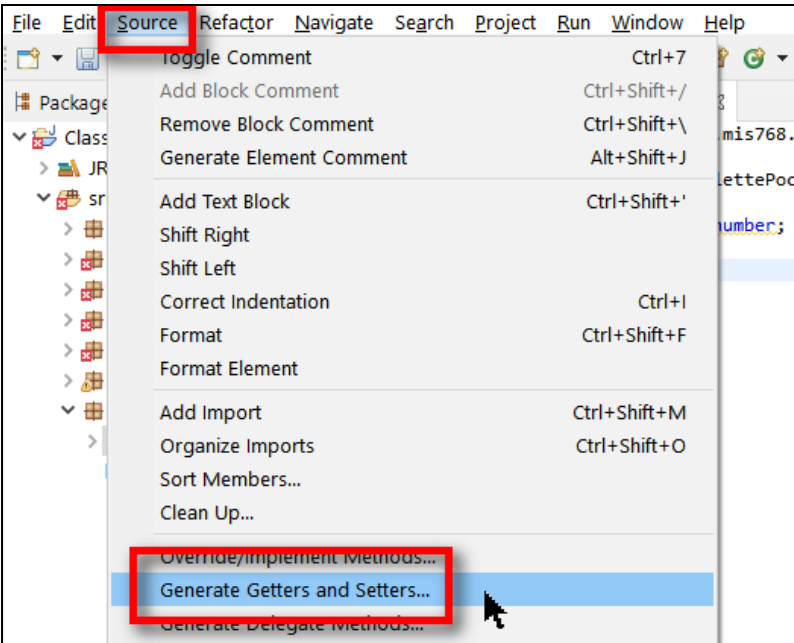 File Edit Source Refactor Navigate Search Project Run Window Help
Toggle Comment Ctrl+7
Package
Add Block Comment Ctrl+Shift+/
Class
Remove Block Comment Ctrl+Shift+\
mis768.
JR
Generate Element Comment Alt+Shift+J
lettePoc
sr
Add Text Block Ctrl+Shift+'
number;
Shift Right
Shift Left
Correct Indentation Ctrl+I
Format Ctrl+Shift+F
Format Element
Add Import Ctrl+Shift+M
Organize Imports Ctrl+Shift+O
Sort Members...
Clean Up...
Override/Implement Methods...
Generate Getters and Setters...
Generate Delegate Methods...